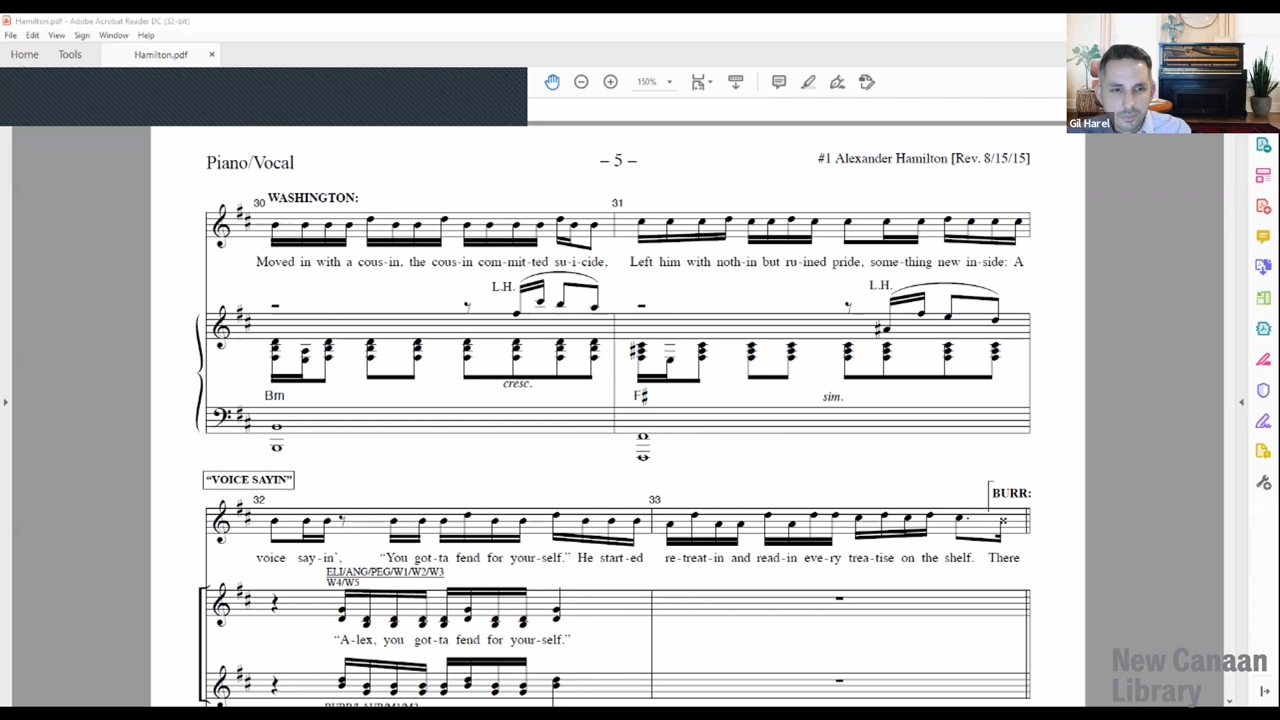 Hamilton.pdf - Adobe Acrobat Reader DC (32-bit)
File Edit View Sign Window Help
Home Tools Hamilton.pdf ×
150%
Gil Harel
Piano/Vocal – 5 – #1 Alexander Hamilton [Rev. 8/15/15]
30 WASHINGTON: 31
Moved in with a cous-in, the cous-in com-mit-ted su-i-cide, Left him with noth-in but ru-ined pride, some-thing new in-side: A
L.H. L.H.
cresc.
Bm F♯ sim.
"VOICE SAYIN"
32 33 BURR:
voice say-in', "You got-ta fend for your-self." He start-ed re-treat-in and read-in eve-ry trea-tise on the shelf. There
ELI/ANG/PEG/W1/W2/W3
W4/W5
"A-lex, you got-ta fend for your-self."
New Canaan
Library